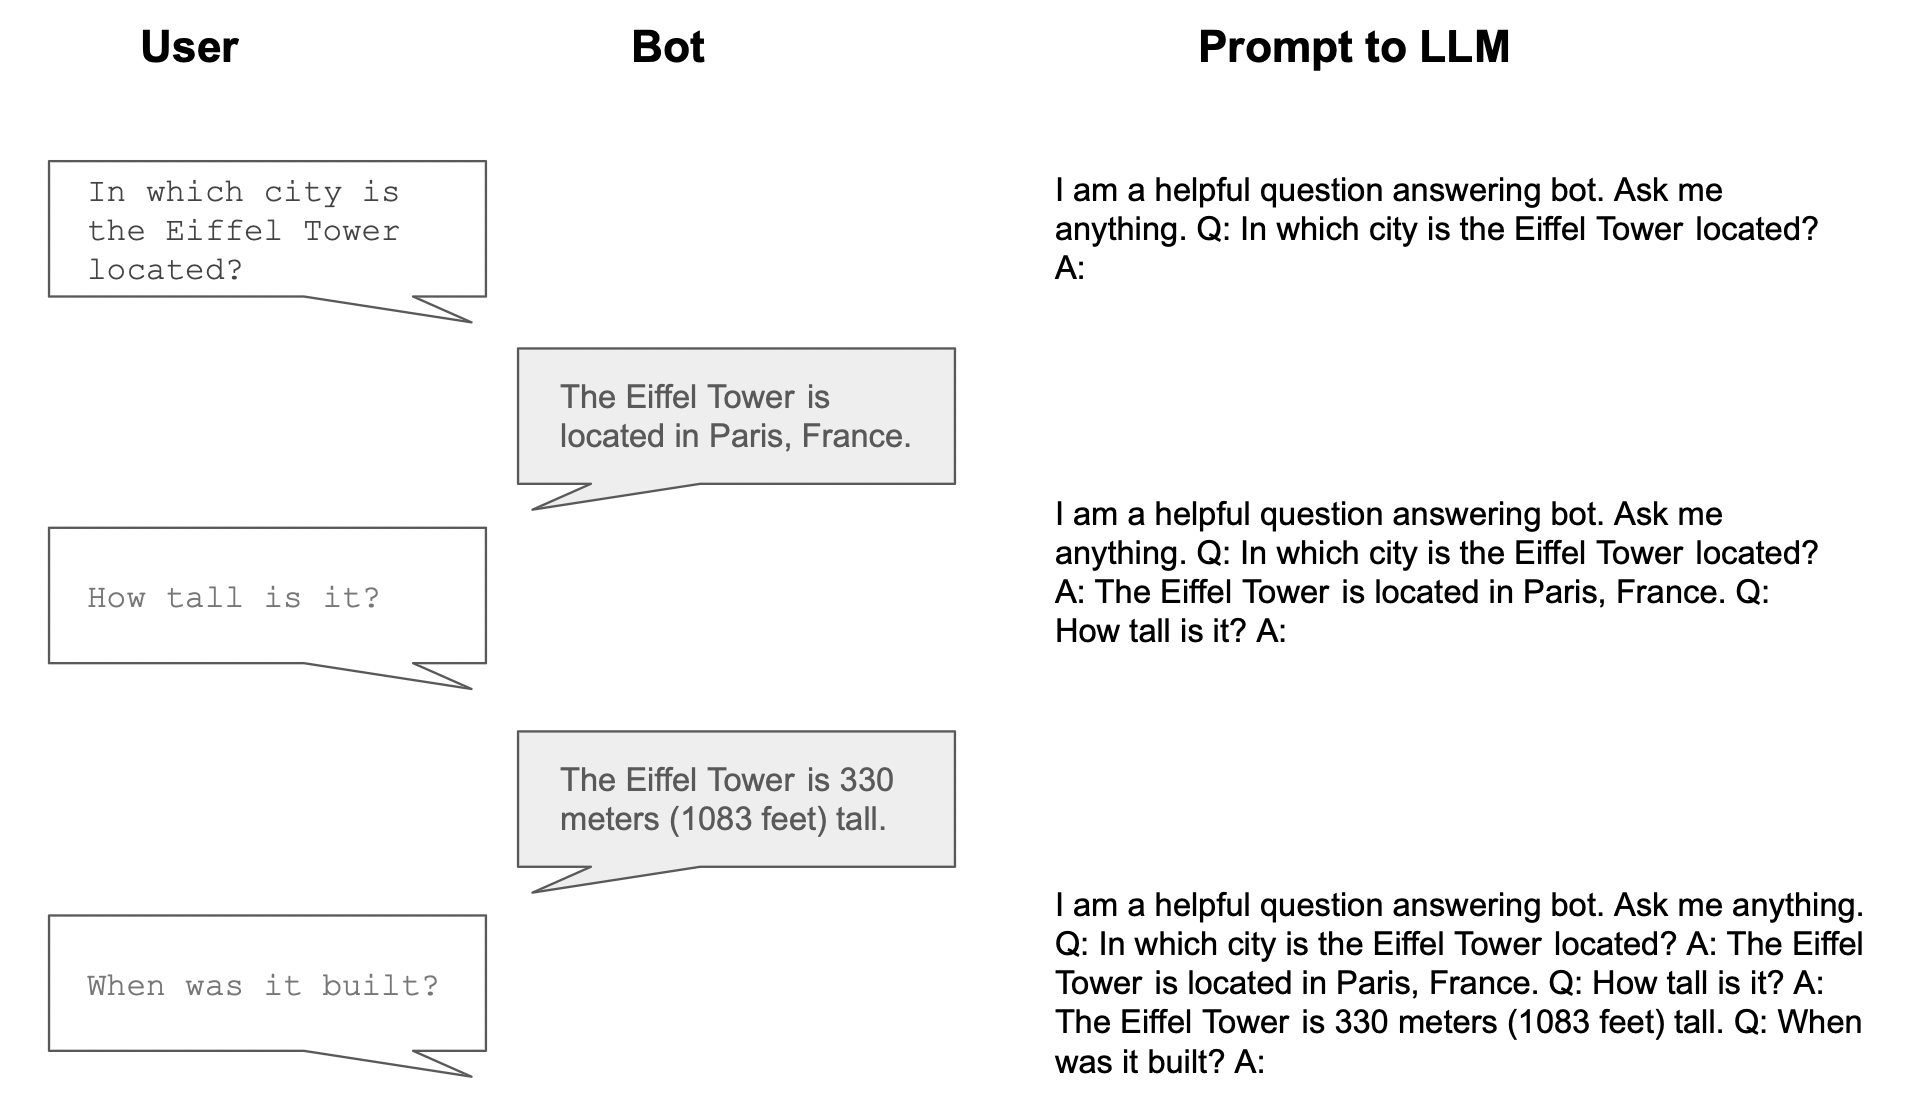 User
Bot
Prompt to LLM
In which city is
the Eiffel Tower
located?
I am a helpful question answering bot. Ask me
anything. Q: In which city is the Eiffel Tower located?
A:
The Eiffel Tower is
located in Paris, France.
How tall is it?
I am a helpful question answering bot. Ask me
anything. Q: In which city is the Eiffel Tower located?
A: The Eiffel Tower is located in Paris, France. Q:
How tall is it? A:
The Eiffel Tower is 330
meters (1083 feet) tall.
When was it built?
I am a helpful question answering bot. Ask me anything.
Q: In which city is the Eiffel Tower located? A: The Eiffel
Tower is located in Paris, France. Q: How tall is it? A:
The Eiffel Tower is 330 meters (1083 feet) tall. Q: When
was it built? A: